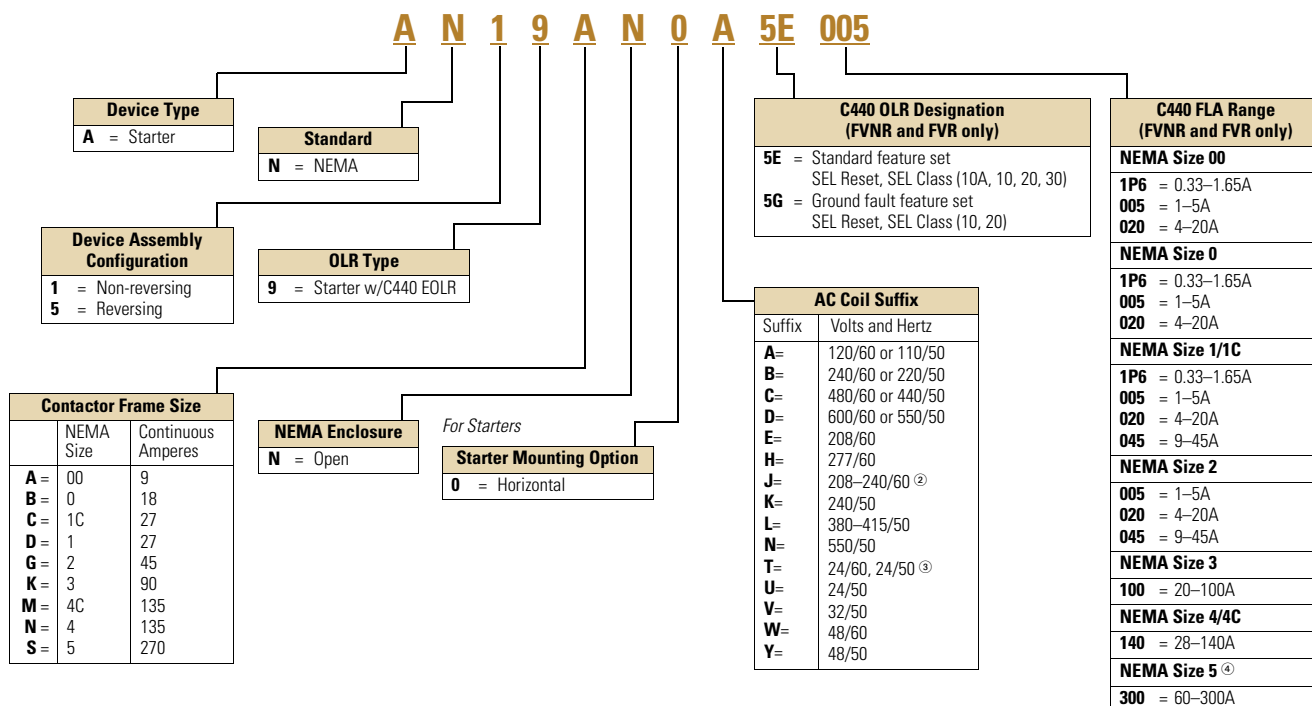 A N 1 9 A N 0 A 5E 005
Device Type
A = Starter
Standard
N = NEMA
Device Assembly
Configuration
1 = Non-reversing
5 = Reversing
OLR Type
9 = Starter w/C440 EOLR
Contactor Frame Size
NEMA Size Continuous Amperes
A = 00 9
B = 0 18
C = 1C 27
D = 1 27
G = 2 45
K = 3 90
M = 4C 135
N = 4 135
S = 5 270
NEMA Enclosure
N = Open
For Starters
Starter Mounting Option
0 = Horizontal
C440 OLR Designation
(FVNR and FVR only)
5E = Standard feature set
SEL Reset, SEL Class (10A, 10, 20, 30)
5G = Ground fault feature set
SEL Reset, SEL Class (10, 20)
AC Coil Suffix
Suffix Volts and Hertz
A= 120/60 or 110/50
B= 240/60 or 220/50
C= 480/60 or 440/50
D= 600/60 or 550/50
E= 208/60
H= 277/60
J= 208–240/60 ②
K= 240/50
L= 380–415/50
N= 550/50
T= 24/60, 24/50 ③
U= 24/50
V= 32/50
W= 48/60
Y= 48/50
C440 FLA Range
(FVNR and FVR only)
NEMA Size 00
1P6 = 0.33–1.65A
005 = 1–5A
020 = 4–20A
NEMA Size 0
1P6 = 0.33–1.65A
005 = 1–5A
020 = 4–20A
NEMA Size 1/1C
1P6 = 0.33–1.65A
005 = 1–5A
020 = 4–20A
045 = 9–45A
NEMA Size 2
005 = 1–5A
020 = 4–20A
045 = 9–45A
NEMA Size 3
100 = 20–100A
NEMA Size 4/4C
140 = 28–140A
NEMA Size 5 ④
300 = 60–300A